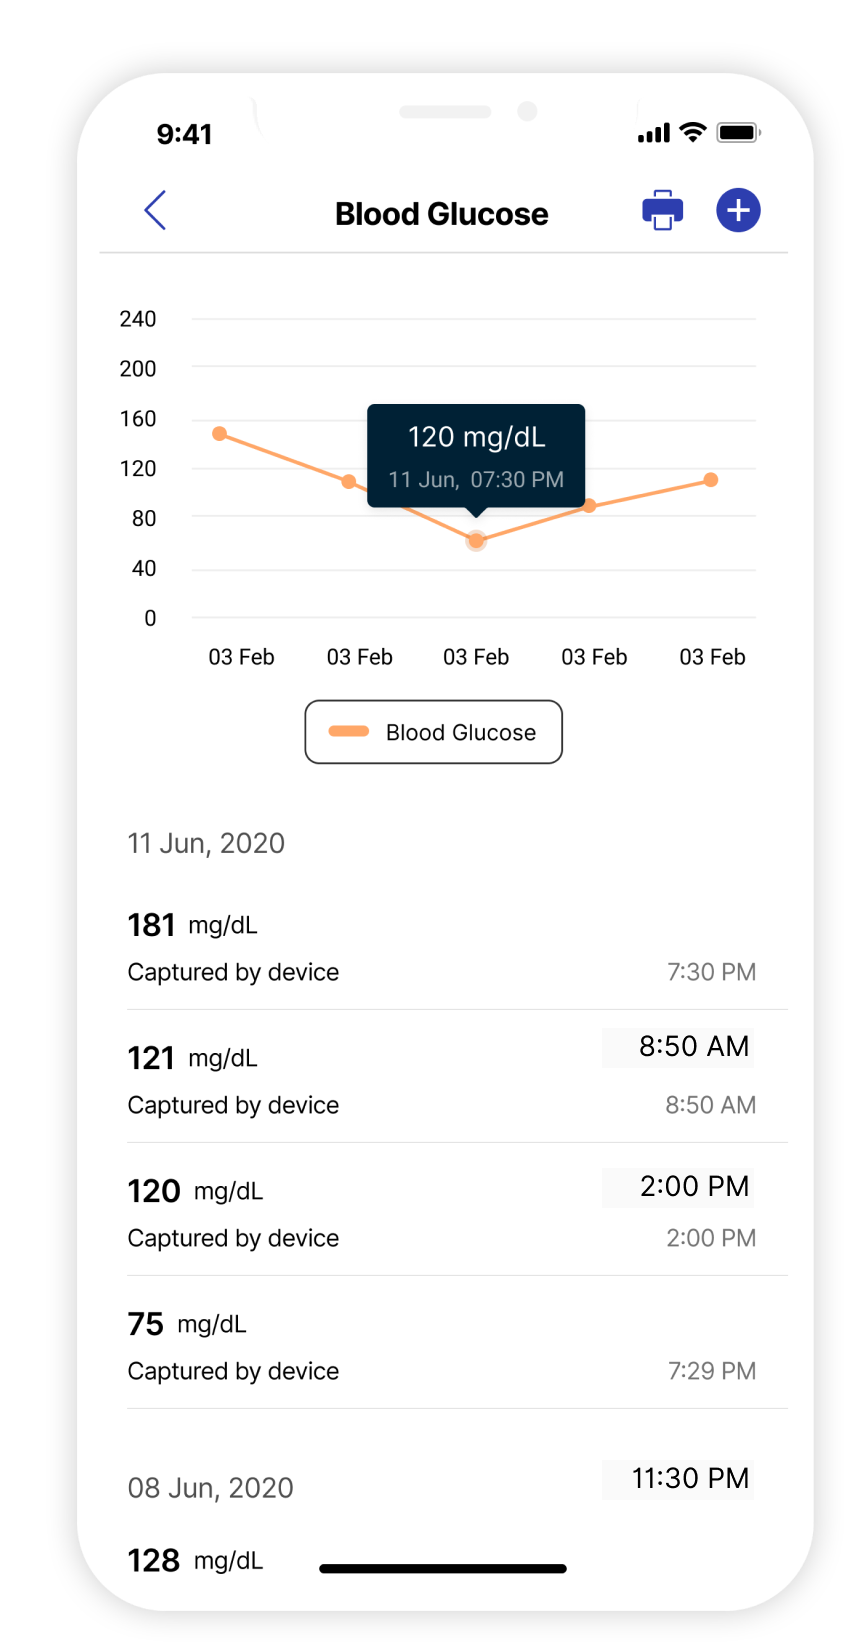 9:41
Blood Glucose
240
200
160
120
80
40
0
120 mg/dL
11 Jun, 07:30 PM
03 Feb 03 Feb 03 Feb 03 Feb 03 Feb
Blood Glucose
11 Jun, 2020
181 mg/dL
Captured by device 7:30 PM
121 mg/dL 8:50 AM
Captured by device 8:50 AM
120 mg/dL 2:00 PM
Captured by device 2:00 PM
75 mg/dL
Captured by device 7:29 PM
08 Jun, 2020 11:30 PM
128 mg/dL